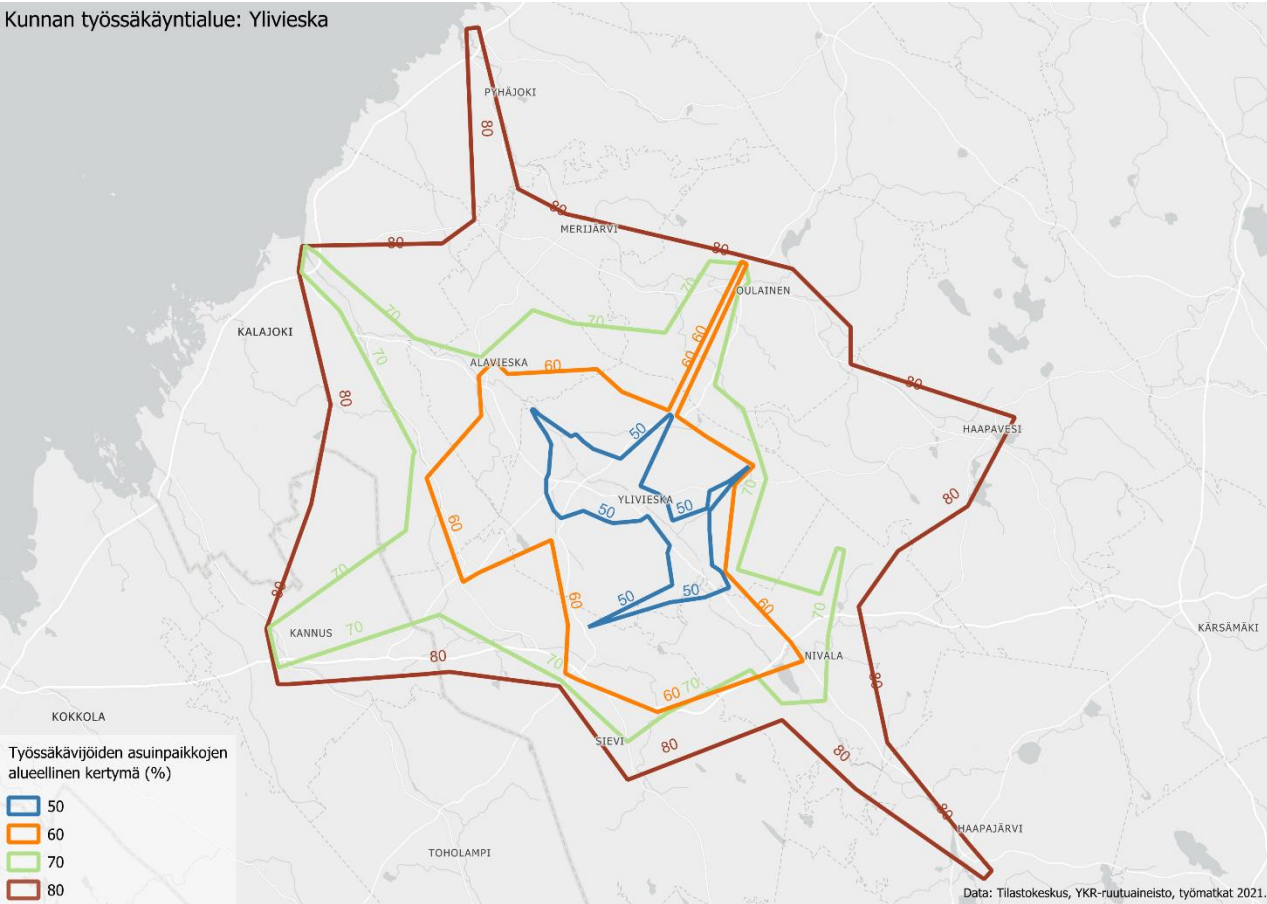 Kunnan työssäkäyntialue: Ylivieska
PYHÄJOKI
80
80
MERIJÄRVI
80
80
OULAINEN
70
70
70
60
60
KALAJOKI
70
ALAVIESKA
60
80
80
HAAPAVESI
50
70
80
YLIVIESKA
50
50
60
70
80
50
50
60
60
70
KANNUS
70
KÄRSÄMÄKI
80
70
NIVALA
80
60
70
KOKKOLA
SIEVI
80
80
Työssäkävijöiden asuinpaikkojen
alueellinen kertymä (%)
50
60
70
80
80
HAAPAJÄRVI
TOHOLAMPI
Data: Tilastokeskus, YKR-ruutuaineisto, työmatkat 2021.